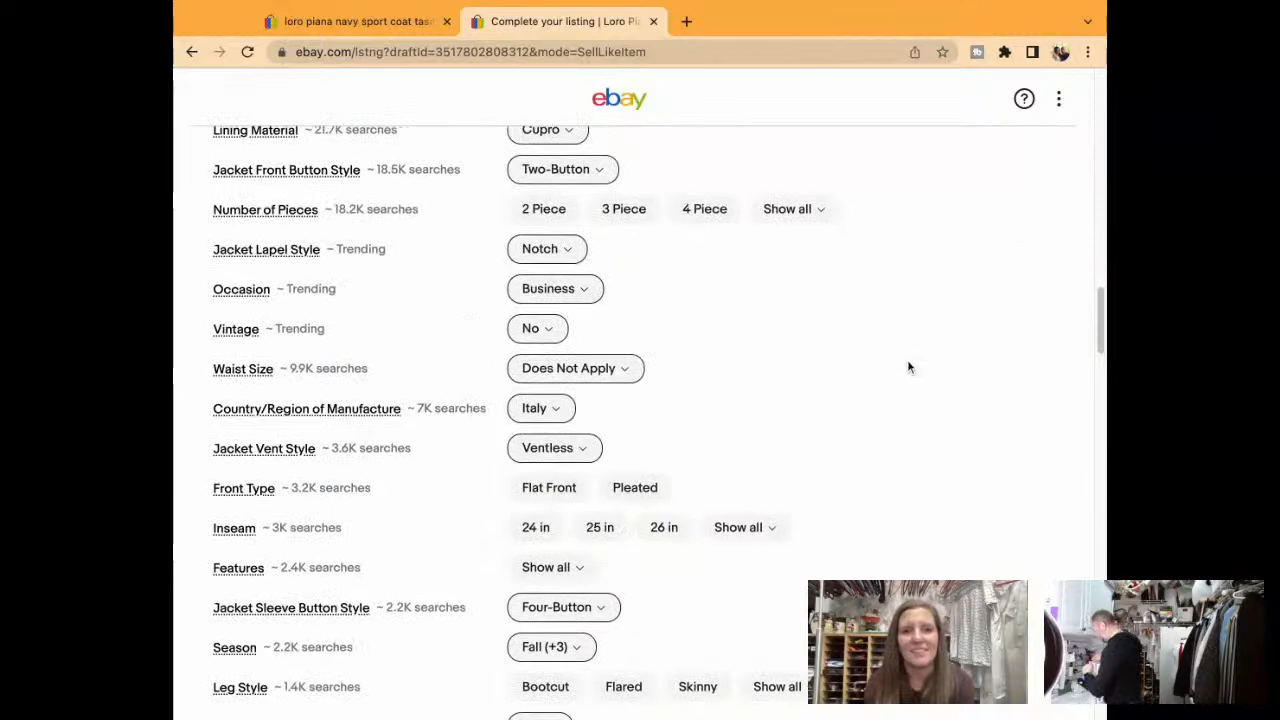 loro piana navy sport coat tasm
Complete your listing | Loro Pia
ebay.com/lstng?draftId=3517802808312&mode=SellLikeItem
ebay
Lining Material ~ 21.7K searches Cupro
Jacket Front Button Style ~ 18.5K searches Two-Button
Number of Pieces ~ 18.2K searches 2 Piece 3 Piece 4 Piece Show all
Jacket Lapel Style ~ Trending Notch
Occasion ~ Trending Business
Vintage ~ Trending No
Waist Size ~ 9.9K searches Does Not Apply
Country/Region of Manufacture ~ 7K searches Italy
Jacket Vent Style ~ 3.6K searches Ventless
Front Type ~ 3.2K searches Flat Front Pleated
Inseam ~ 3K searches 24 in 25 in 26 in Show all
Features ~ 2.4K searches Show all
Jacket Sleeve Button Style ~ 2.2K searches Four-Button
Season ~ 2.2K searches Fall (+3)
Leg Style ~ 1.4K searches Bootcut Flared Skinny Show all